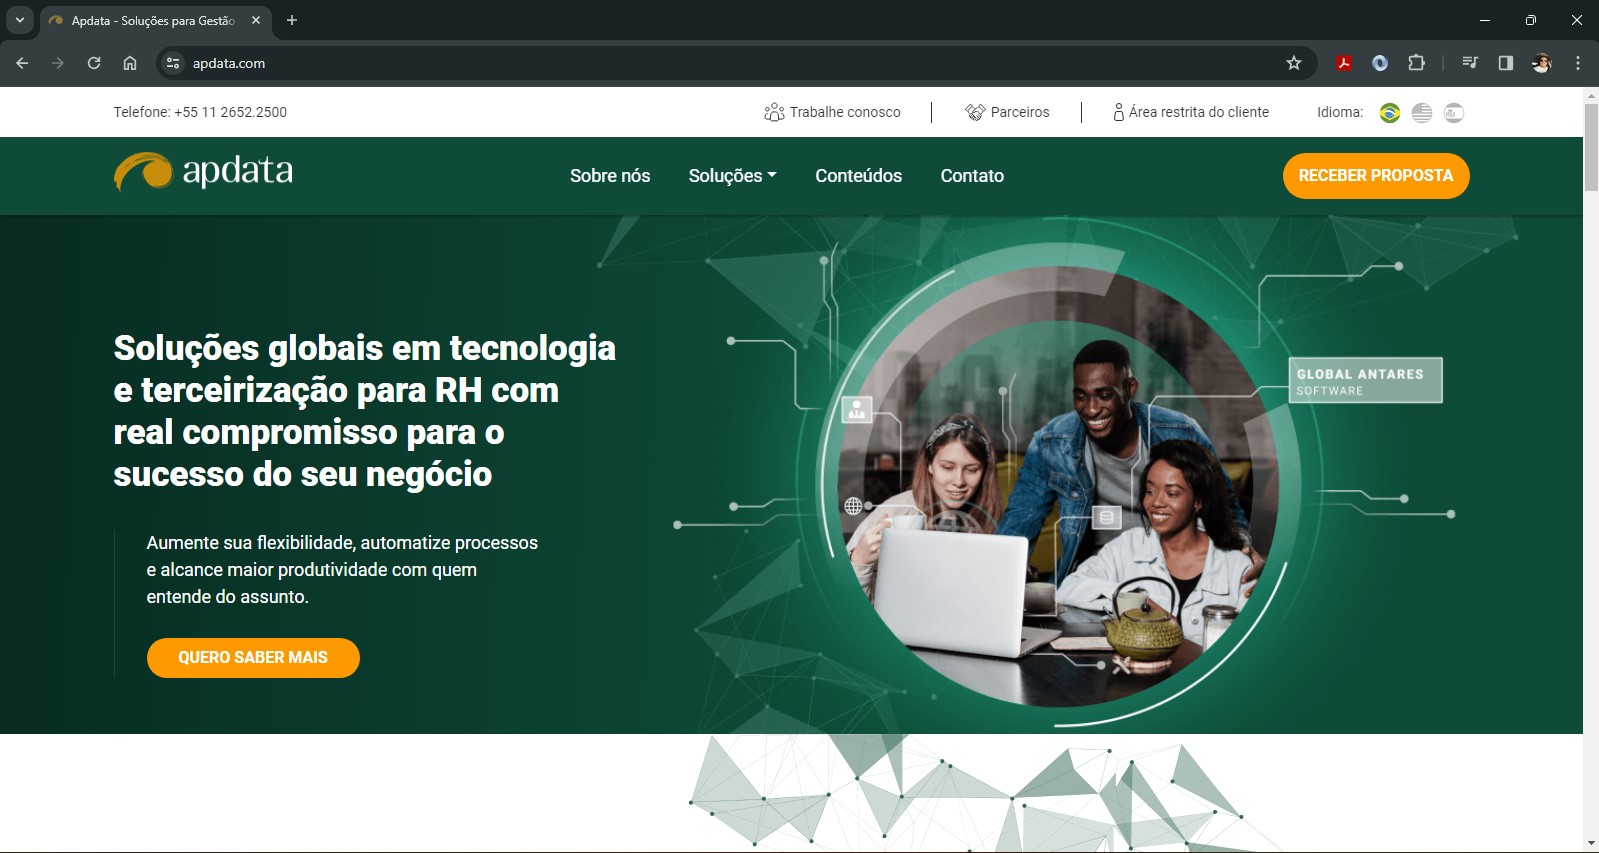 Apdata - Soluções para Gestão
apdata.com
Telefone: +55 11 2652.2500
Trabalhe conosco
Parceiros
Área restrita do cliente
Idioma:
apdata
Sobre nós
Soluções
Conteúdos
Contato
RECEBER PROPOSTA
Soluções globais em tecnologia
e terceirização para RH com
real compromisso para o
sucesso do seu negócio
GLOBAL ANTARES
SOFTWARE
Aumente sua flexibilidade, automatize processos
e alcance maior produtividade com quem
entende do assunto.
QUERO SABER MAIS